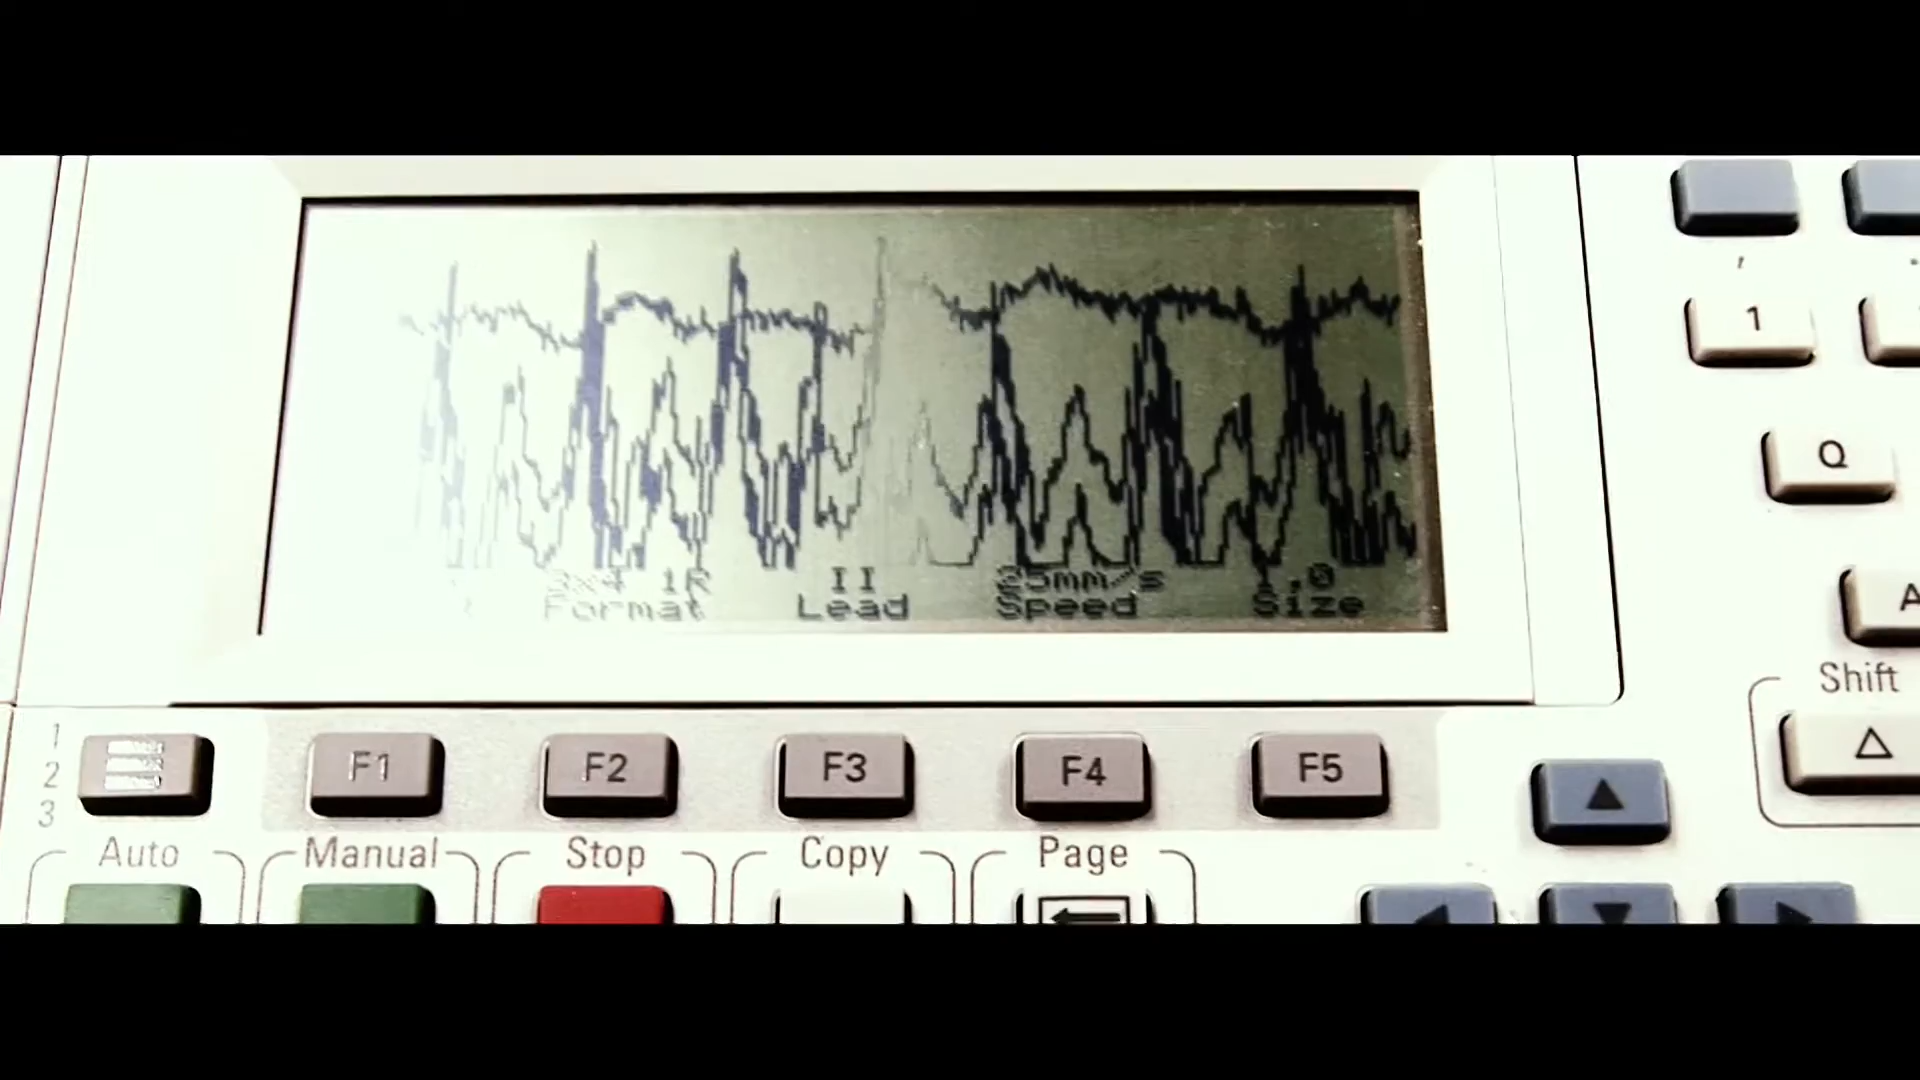 3x4 1R II 25mm/s 1,0
Format Lead Speed Size
1
Q
A
Shift
1
2
3
F1 F2 F3 F4 F5
Auto Manual Stop Copy Page